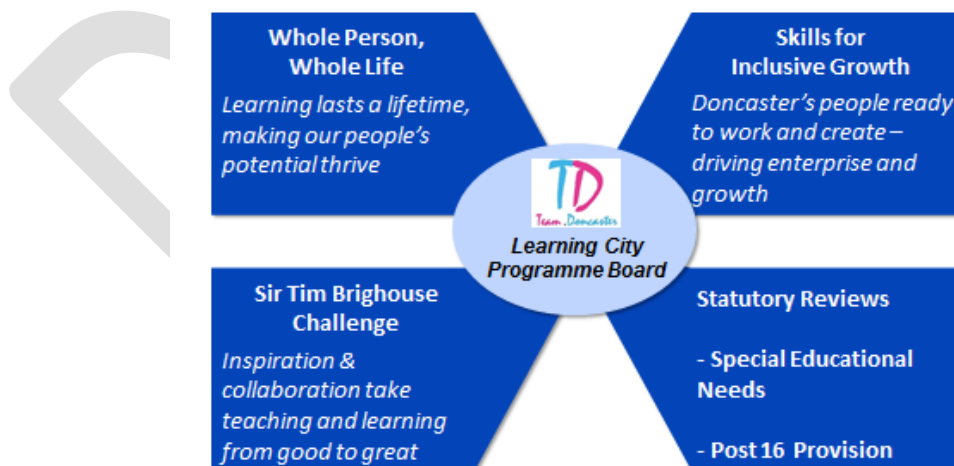 Whole Person,
Whole Life
Learning lasts a lifetime,
making our people's
potential thrive
Skills for
Inclusive Growth
Doncaster's people ready
to work and create –
driving enterprise and
growth
TD
Team Doncaster
Learning City
Programme Board
Sir Tim Brighouse
Challenge
Inspiration &
collaboration take
teaching and learning
from good to great
Statutory Reviews
- Special Educational
Needs
- Post 16 Provision